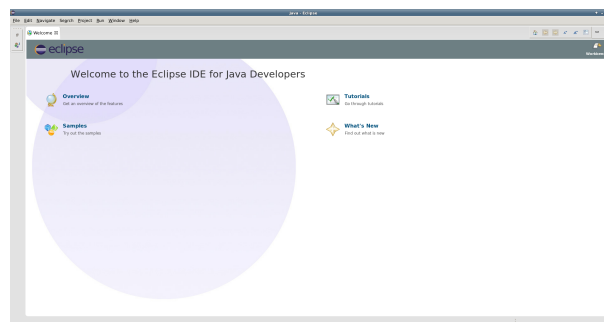 Java - Eclipse
File Edit Navigate Search Project Run Window Help
Welcome
eclipse
Workbench
Welcome to the Eclipse IDE for Java Developers
Overview
Get an overview of the features
Tutorials
Go through tutorials
Samples
Try out the samples
What's New
Find out what is new